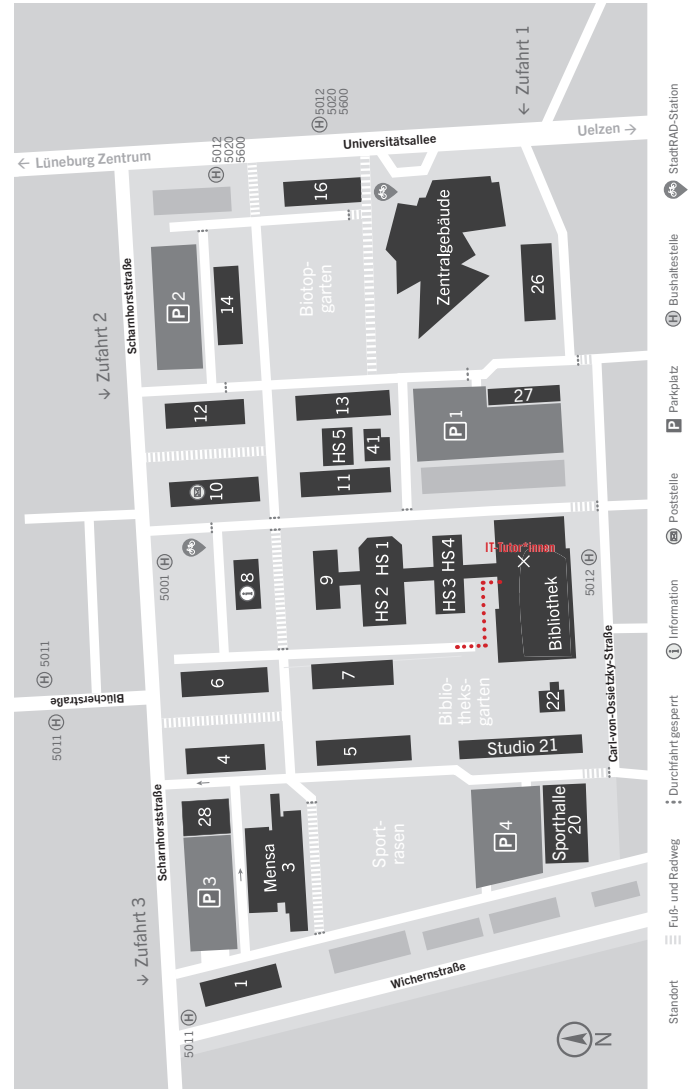 Zufahrt 1
5012
5020
5600
5012
5020
5600
Lüneburg Zentrum
Universitätsallee
Uelzen
16
Zentralgebäude
Scharnhorststraße
P 2
14
Biotop-
garten
26
Zufahrt 2
12
13
HS 5
41
11
P 1
27
10
5001 H
8
9
HS 1
HS 2
HS 4
HS 3
IT-Tutor*innen
Bibliothek
5012 H
H 5011
5011 H
Blücherstraße
6
7
Biblio-
theks-
garten
22
Carl-von-Ossietzky-Straße
4
5
Studio 21
Scharnhorststraße
28
P 3
Mensa
3
Sport-
rasen
P 4
Sporthalle
20
Zufahrt 3
1
Wichernstraße
5011 H
N
Standort
Fuß- und Radweg
Durchfahrt gesperrt
i Information
Poststelle
P Parkplatz
H Bushaltestelle
StadtRAD-Station